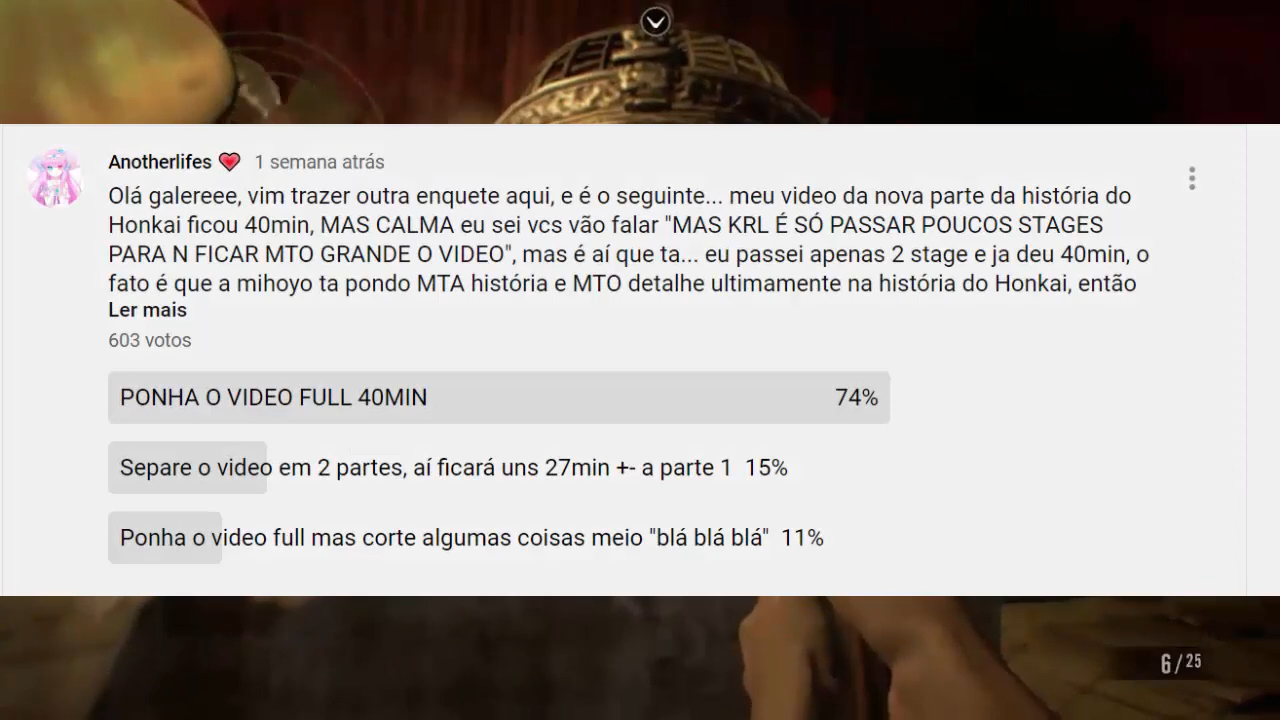 Anotherlifes 1 semana atrás
Olá galereee, vim trazer outra enquete aqui, e é o seguinte... meu video da nova parte da história do
Honkai ficou 40min, MAS CALMA eu sei vcs vão falar "MAS KRL É SÓ PASSAR POUCOS STAGES
PARA N FICAR MTO GRANDE O VIDEO", mas é aí que ta... eu passei apenas 2 stage e ja deu 40min, o
fato é que a mihoyo ta pondo MTA história e MTO detalhe ultimamente na história do Honkai, então
Ler mais
603 votos
PONHA O VIDEO FULL 40MIN 74%
Separe o video em 2 partes, aí ficará uns 27min +- a parte 1 15%
Ponha o video full mas corte algumas coisas meio "blá blá blá" 11%
6/25